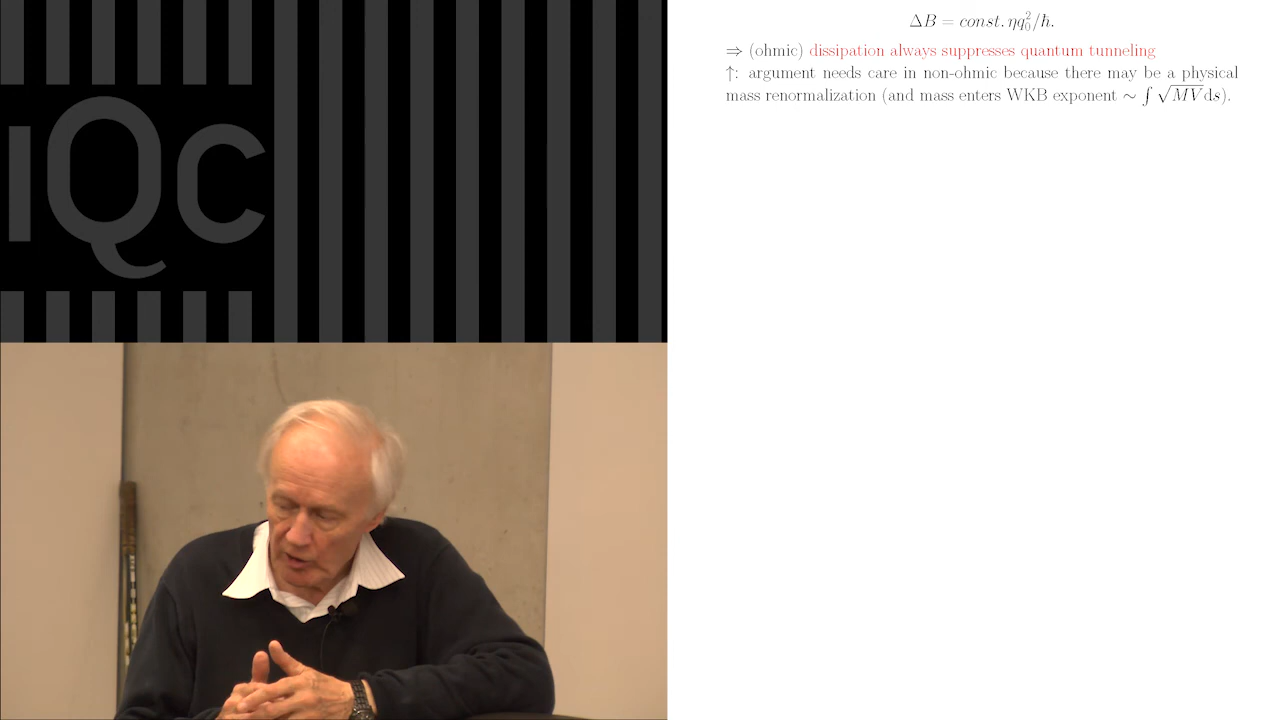 IQC
ΔB = const. ηq₀²/ħ.
⇒ (ohmic) dissipation always suppresses quantum tunneling
↑: argument needs care in non-ohmic because there may be a physical
mass renormalization (and mass enters WKB exponent ∼ ∫ √MV ds).